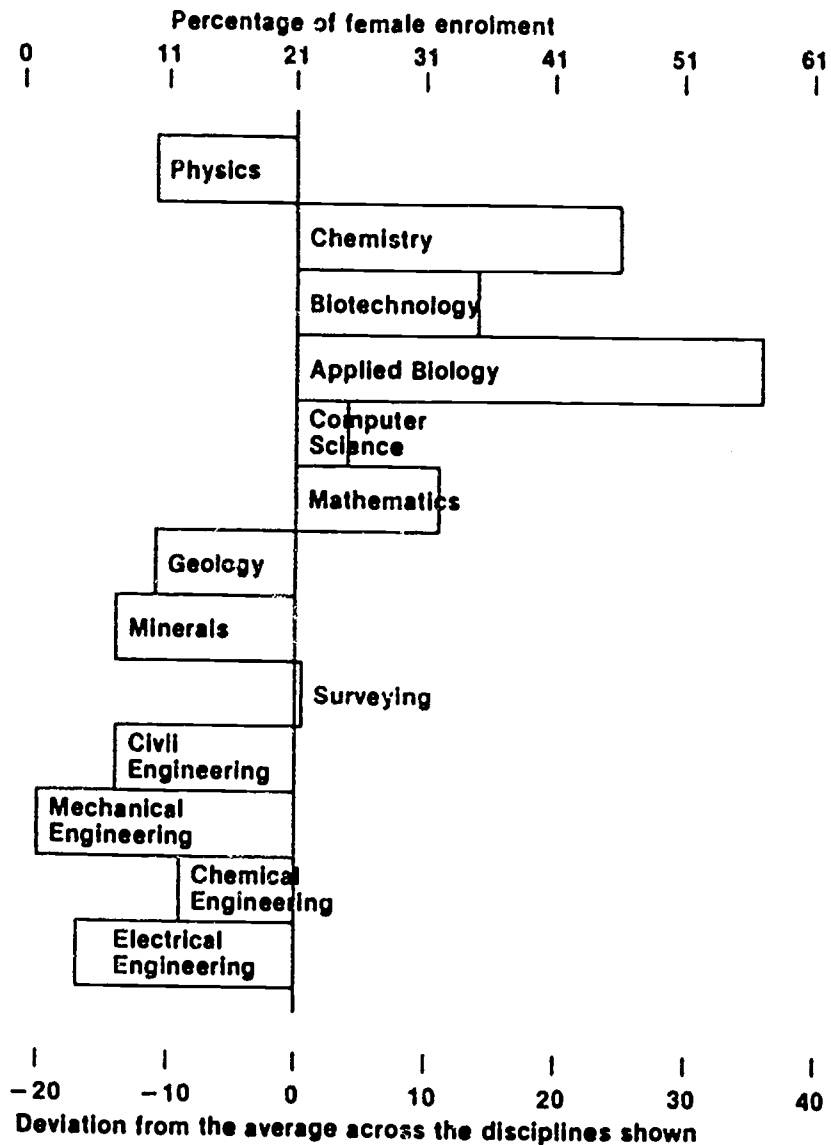 Percentage of female enrolment
0 11 21 31 41 51 61
Physics
Chemistry
Biotechnology
Applied Biology
Computer
Science
Mathematics
Geology
Minerals
Surveying
Civil
Engineering
Mechanical
Engineering
Chemical
Engineering
Electrical
Engineering
−20 −10 0 10 20 30 40
Deviation from the average across the disciplines shown